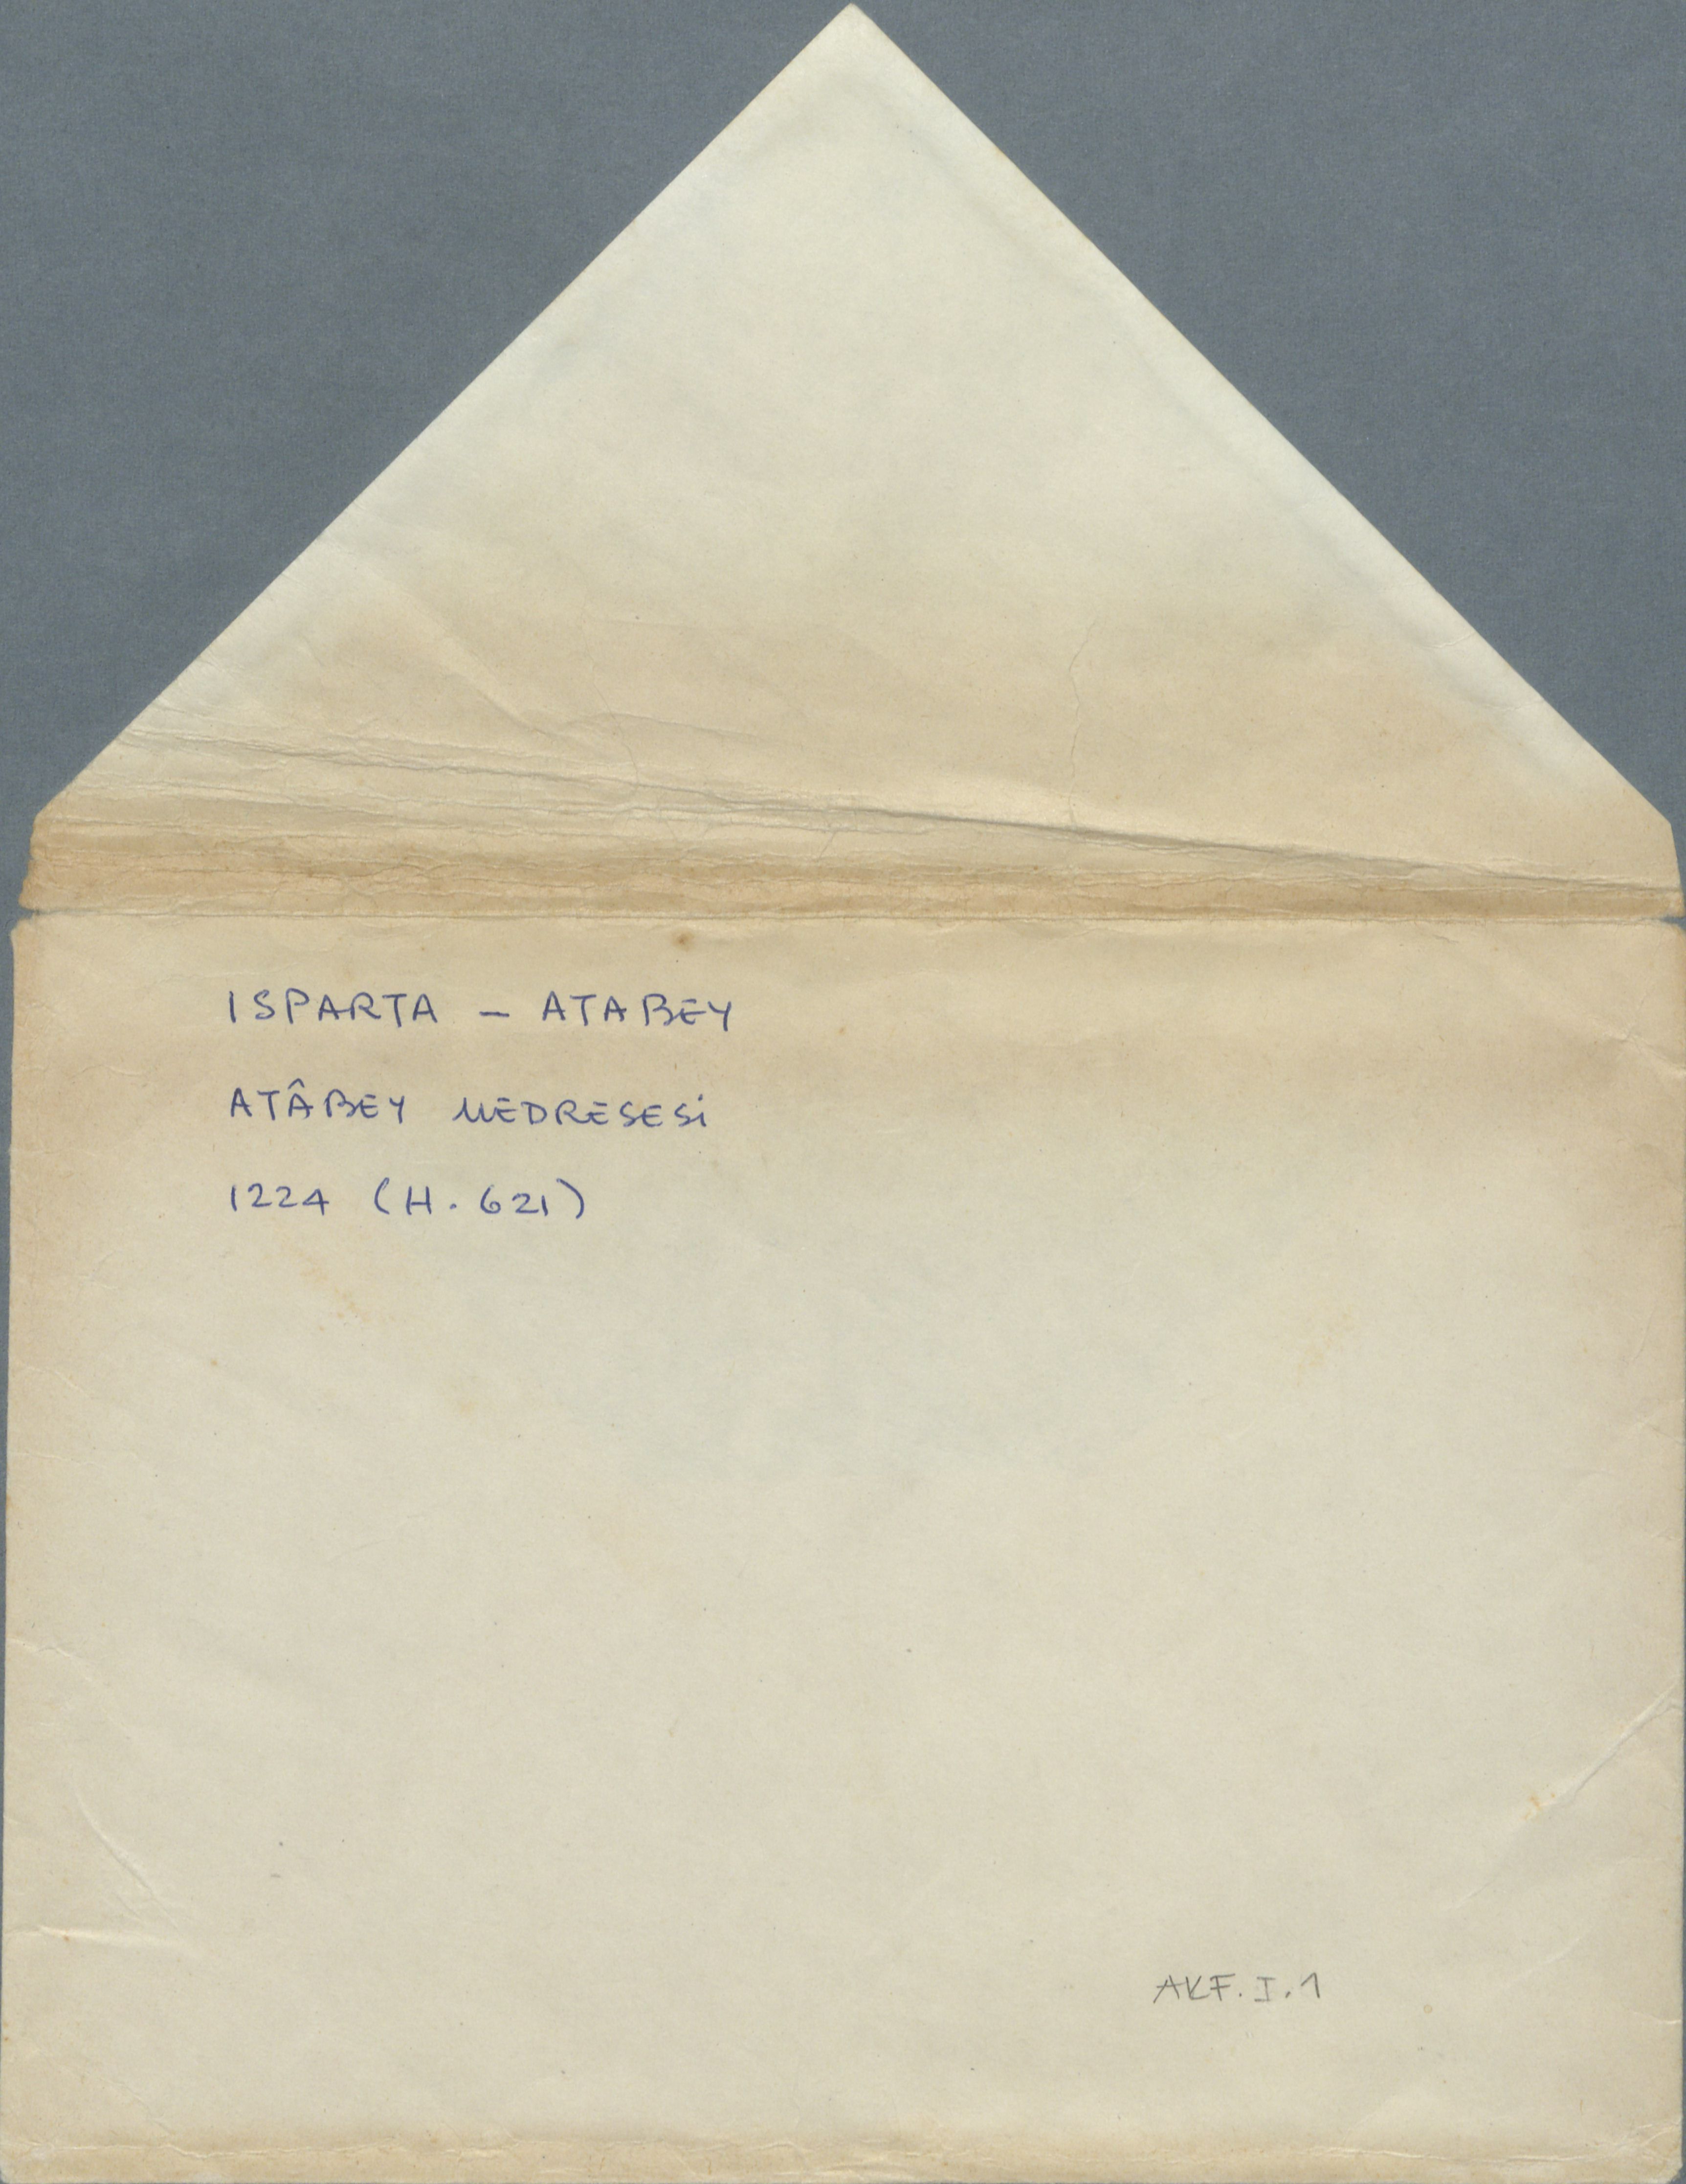 ISPARTA – ATABEY
ATÂBEY MEDRESESİ
1224 (H. 621)
AKF. I. 1